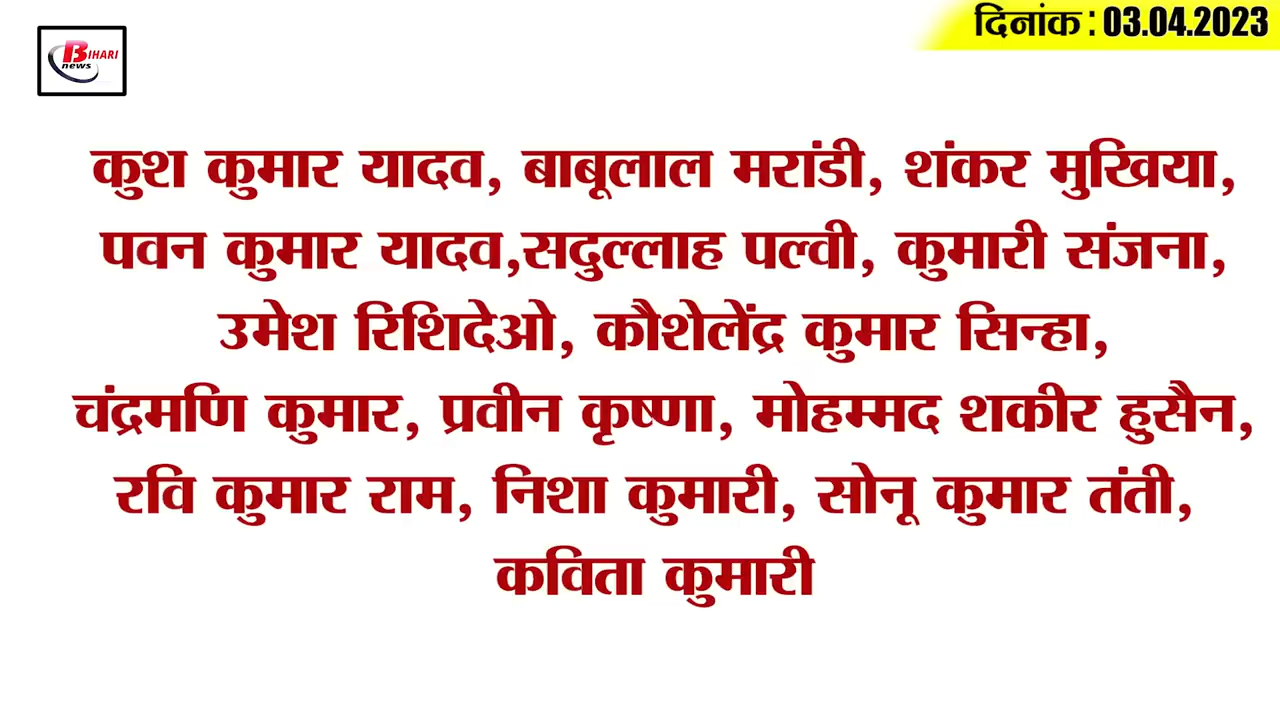 दिनांक : 03.04.2023
BIHARI
news
कुश कुमार यादव, बाबूलाल मरांडी, शंकर मुखिया,
पवन कुमार यादव,सदुल्लाह पल्वी, कुमारी संजना,
उमेश रिशिदेओ, कौशेलेंद्र कुमार सिन्हा,
चंद्रमणि कुमार, प्रवीन कृष्णा, मोहम्मद शकीर हुसैन,
रवि कुमार राम, निशा कुमारी, सोनू कुमार तंती,
कविता कुमारी